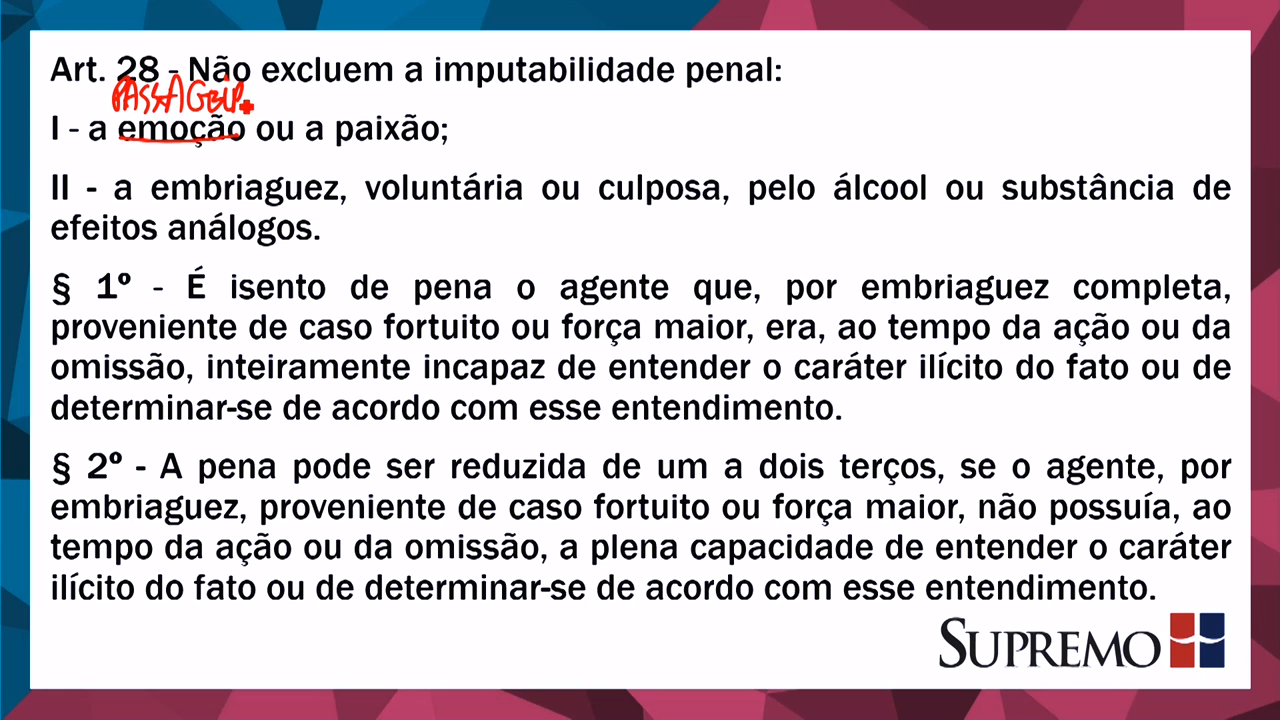 Art. 28 - Não excluem a imputabilidade penal:
I - a emoção ou a paixão;
II - a embriaguez, voluntária ou culposa, pelo álcool ou substância de
efeitos análogos.
§ 1º - É isento de pena o agente que, por embriaguez completa,
proveniente de caso fortuito ou força maior, era, ao tempo da ação ou da
omissão, inteiramente incapaz de entender o caráter ilícito do fato ou de
determinar-se de acordo com esse entendimento.
§ 2º - A pena pode ser reduzida de um a dois terços, se o agente, por
embriaguez, proveniente de caso fortuito ou força maior, não possuía, ao
tempo da ação ou da omissão, a plena capacidade de entender o caráter
ilícito do fato ou de determinar-se de acordo com esse entendimento.
SUPREMO